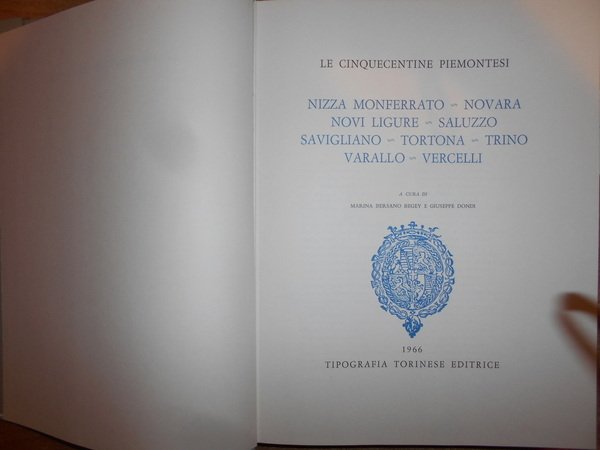 LE CINQUECENTINE PIEMONTESI
NIZZA MONFERRATO ~ NOVARA
NOVI LIGURE ~ SALUZZO
SAVIGLIANO ~ TORTONA ~ TRINO
VARALLO ~ VERCELLI
A CURA DI
MARINA BERSANO BEGEY E GIUSEPPE DONDI
1966
TIPOGRAFIA TORINESE EDITRICE